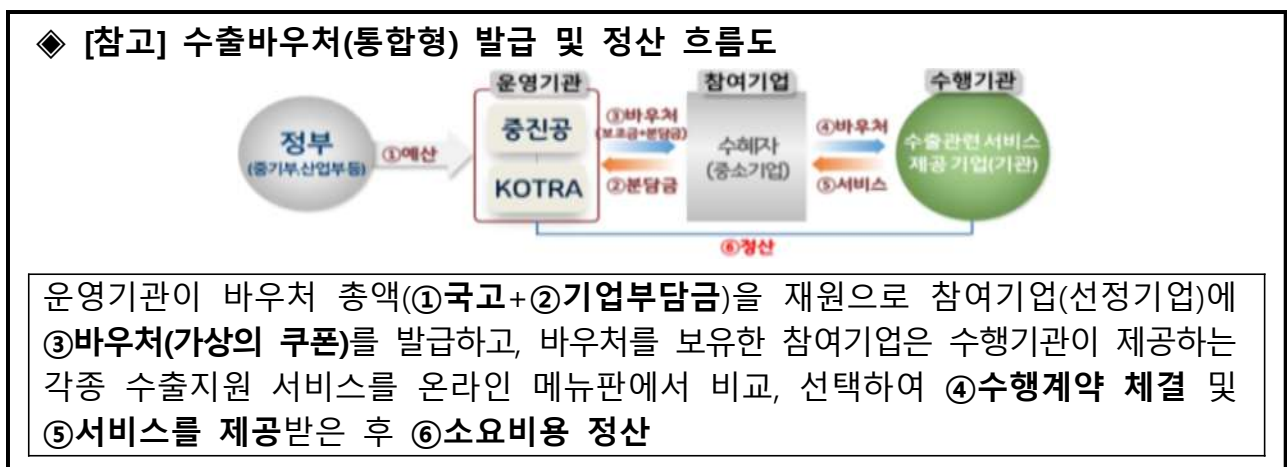 ◈ [참고] 수출바우처(통합형) 발급 및 정산 흐름도
운영기관
참여기업
수행기관
정부
(중기부,산업부등)
①예산
중진공
KOTRA
③바우처
(보조금+분담금)
②분담금
수혜자
(중소기업)
④바우처
⑤서비스
수출관련 서비스
제공 기업(기관)
⑥정산
운영기관이 바우처 총액(①국고+②기업부담금)을 재원으로 참여기업(선정기업)에
③바우처(가상의 쿠폰)를 발급하고, 바우처를 보유한 참여기업은 수행기관이 제공하는
각종 수출지원 서비스를 온라인 메뉴판에서 비교, 선택하여 ④수행계약 체결 및
⑤서비스를 제공받은 후 ⑥소요비용 정산